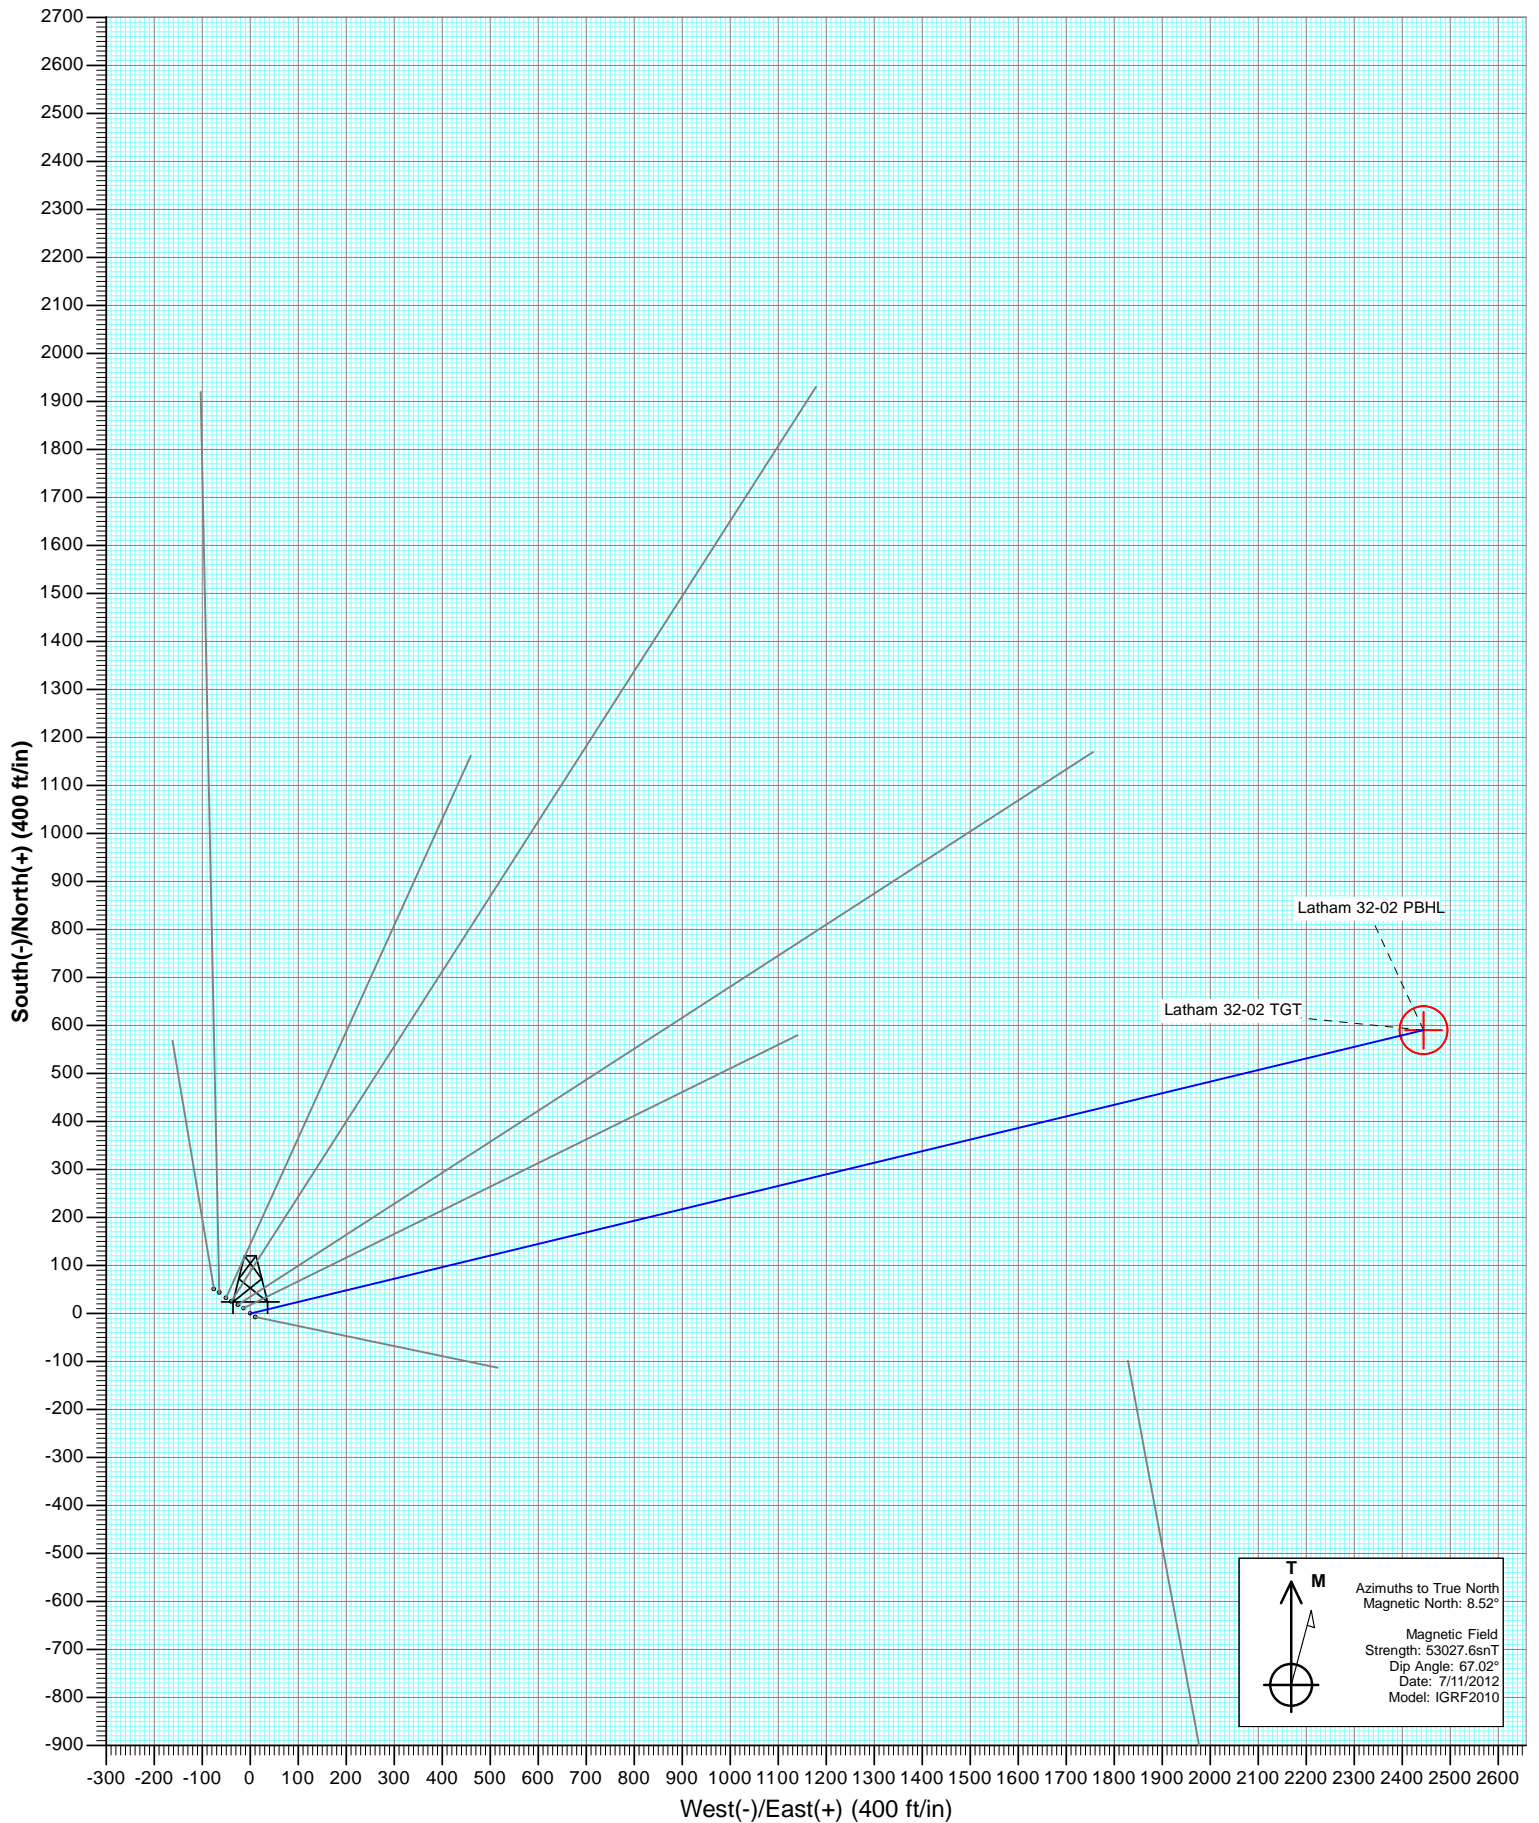 2700
2600
2500
2400
2300
2200
2100
2000
1900
1800
1700
1600
1500
1400
1300
1200
1100
1000
900
800
700
600
500
400
300
200
100
0
-100
-200
-300
-400
-500
-600
-700
-800
-900
South(-)/North(+) (400 ft/in)
Latham 32-02 PBHL
Latham 32-02 TGT
T
M
Azimuths to True North
Magnetic North: 8.52°
Magnetic Field
Strength: 53027.6snT
Dip Angle: 67.02°
Date: 7/11/2012
Model: IGRF2010
-300 -200 -100 0 100 200 300 400 500 600 700 800 900 1000 1100 1200 1300 1400 1500 1600 1700 1800 1900 2000 2100 2200 2300 2400 2500 2600
West(-)/East(+) (400 ft/in)